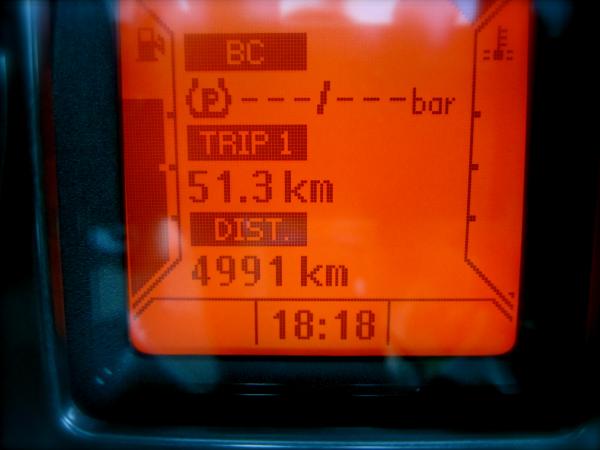 BC
(P)---/---bar
TRIP 1
51.3 km
DIST.
4991 km
18:18